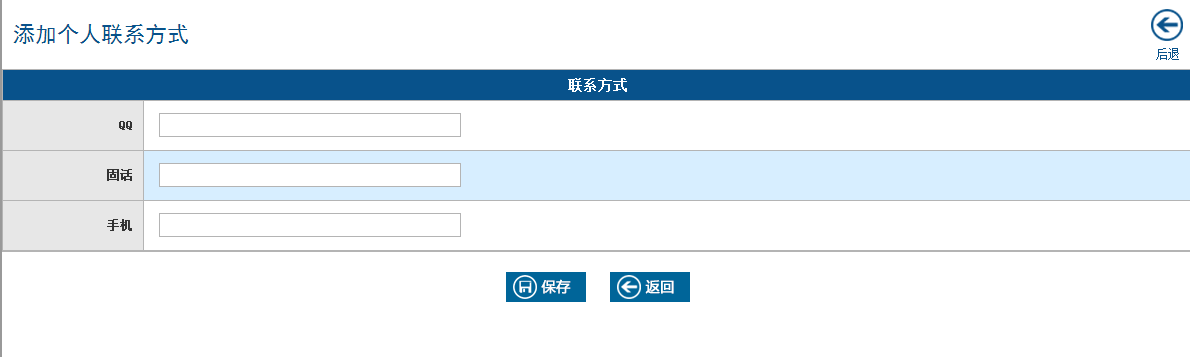 添加个人联系方式
后退
联系方式
QQ
固话
手机
保存 返回